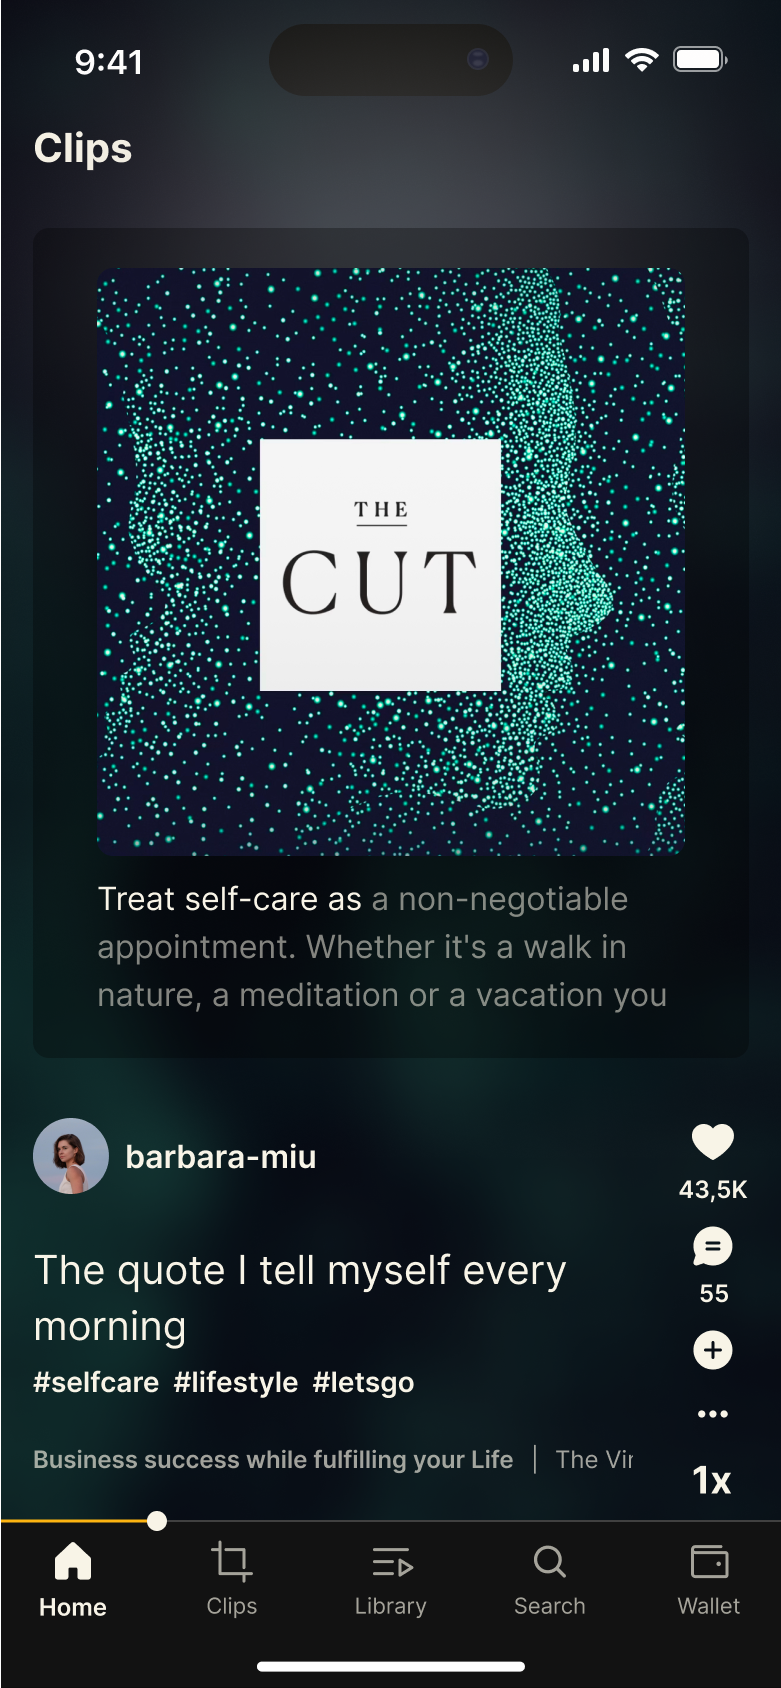 9:41
Clips
THE
CUT
Treat self-care as a non-negotiable
appointment. Whether it's a walk in
nature, a meditation or a vacation you
barbara-miu
43,5K
55
The quote I tell myself every
morning
#selfcare #lifestyle #letsgo
Business success while fulfilling your Life | The
1x
Home Clips Library Search Wallet